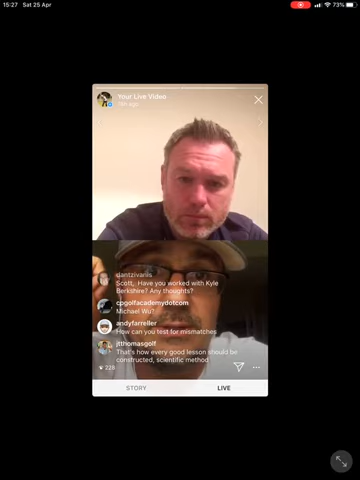 15:27 Sat 25 Apr
73%
Your Live Video
19h ago
dantzivanis
Scott, Have you worked with Kyle
Berkshire? Any thoughts?
cpgolfacademydotcom
Michael Wu?
andyfarreller
How can you test for mismatches
jtthomasgolf
That's how every good lesson should be
constructed, scientific method
228
STORY
LIVE